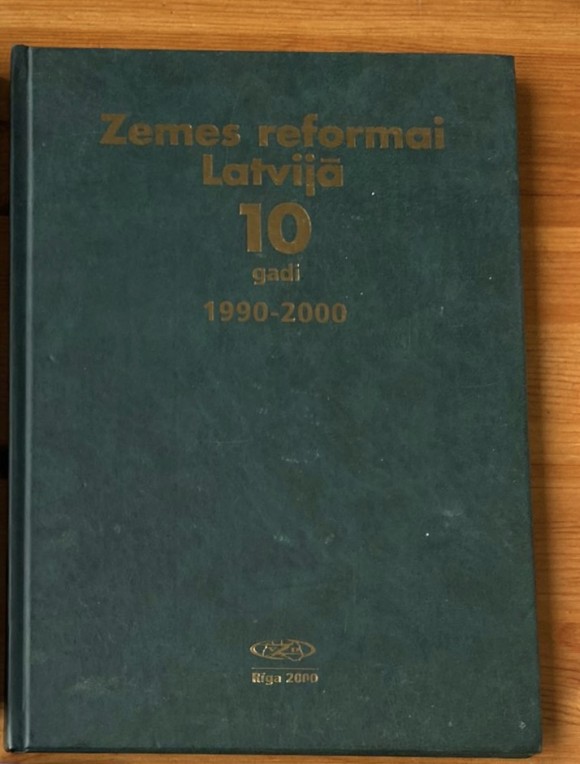 Zemes reformai
Latvijā
10
gadi
1990-2000
Rīga 2000